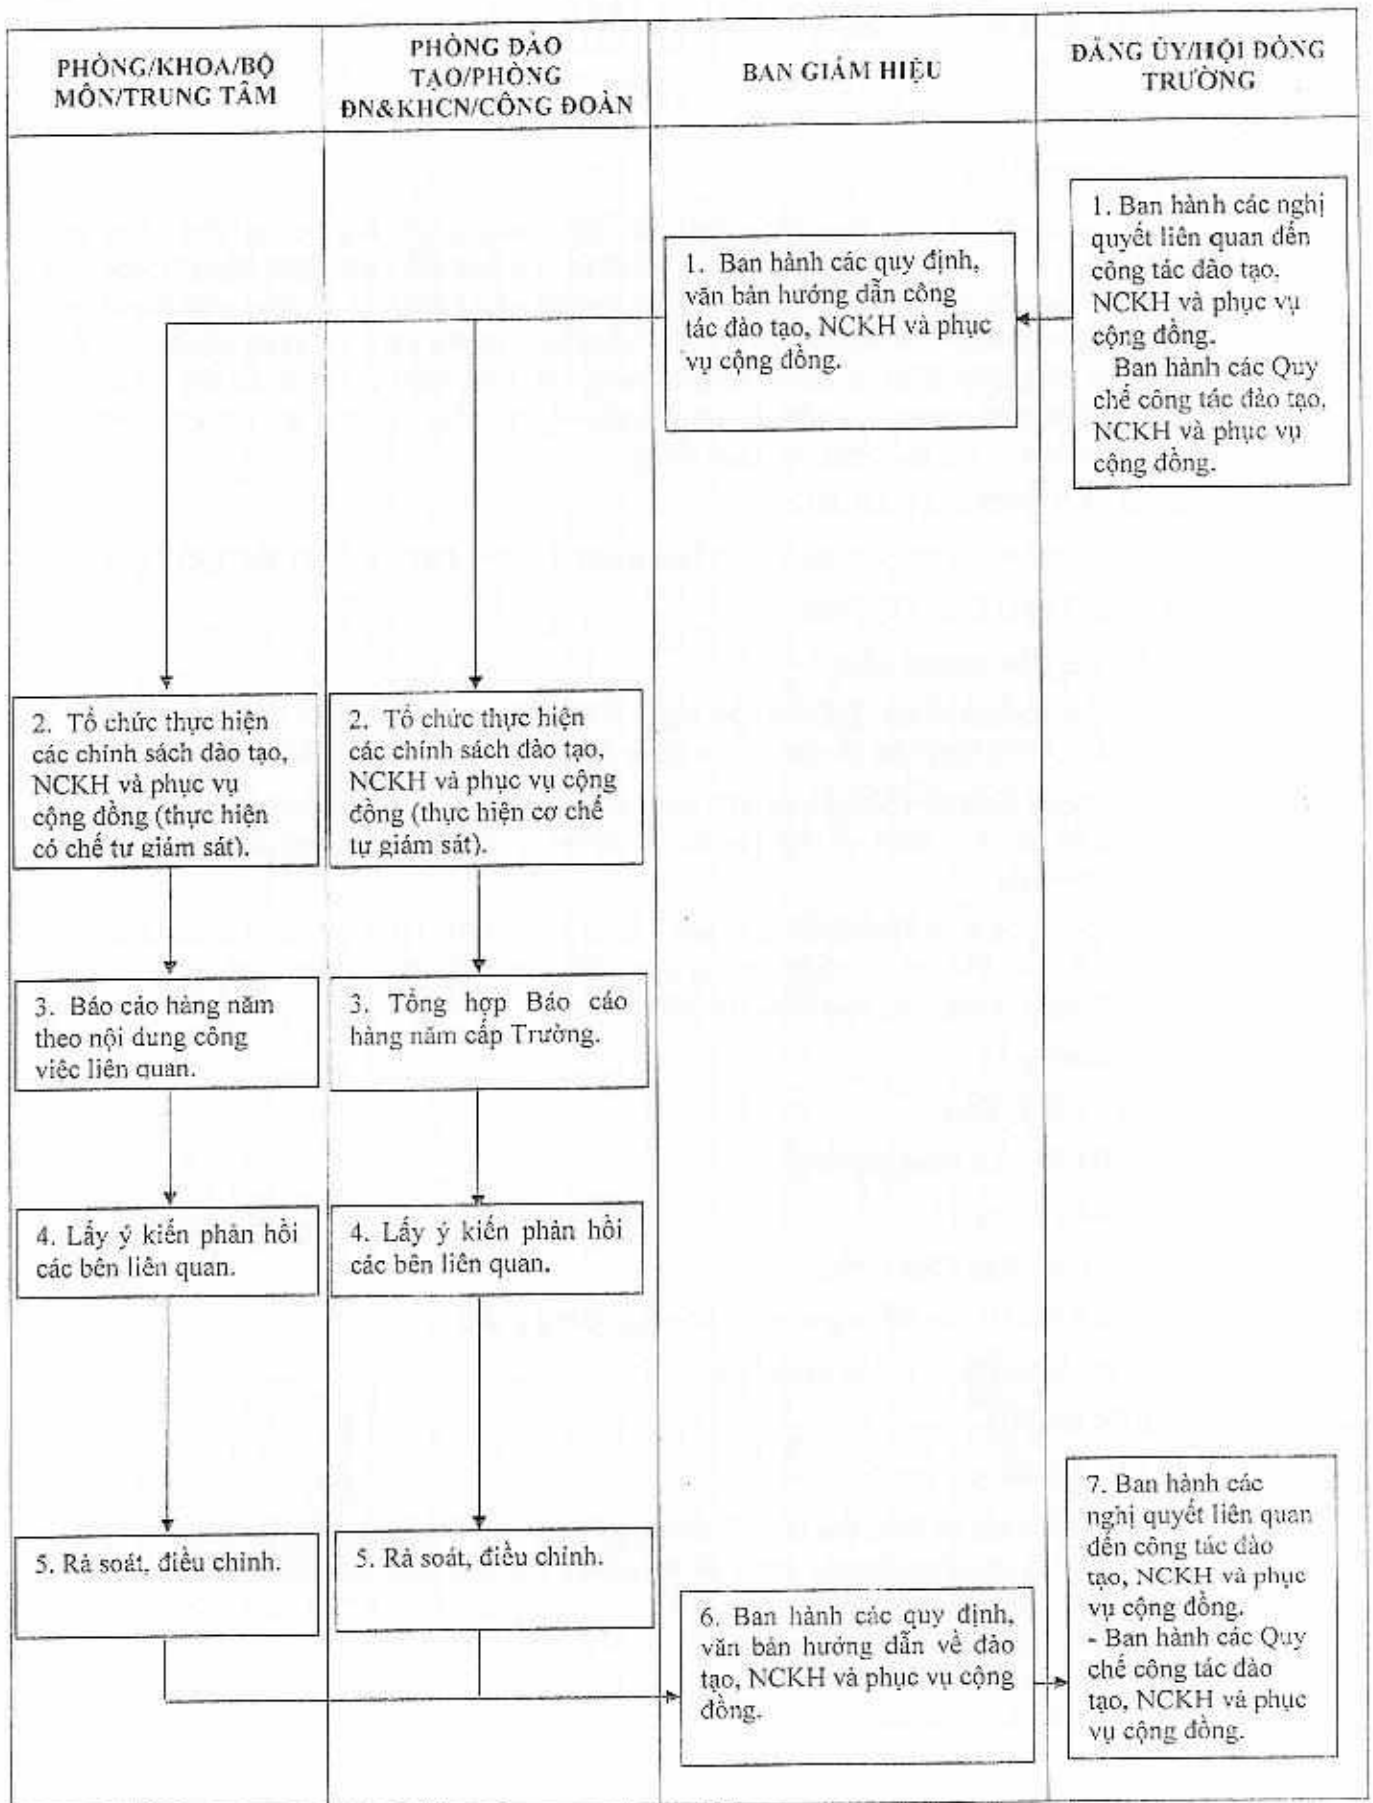 PHÒNG/KHOA/BỘ
MÔN/TRUNG TÂM
PHÒNG ĐÀO
TẠO/PHÒNG
ĐN&KHCN/CÔNG ĐOÀN
BAN GIÁM HIỆU
ĐẢNG ỦY/HỘI ĐỒNG
TRƯỜNG
1. Ban hành các nghị
quyết liên quan đến
công tác đào tạo,
NCKH và phục vụ
cộng đồng.
Ban hành các Quy
chế công tác đào tạo,
NCKH và phục vụ
cộng đồng.
1. Ban hành các quy định,
văn bản hướng dẫn công
tác đào tạo, NCKH và phục
vụ cộng đồng.
2. Tổ chức thực hiện
các chính sách đào tạo,
NCKH và phục vụ
cộng đồng (thực hiện
có chế tự giám sát).
2. Tổ chức thực hiện
các chính sách đào tạo,
NCKH và phục vụ cộng
đồng (thực hiện cơ chế
tự giám sát).
3. Báo cáo hàng năm
theo nội dung công
việc liên quan.
3. Tổng hợp Báo cáo
hàng năm cấp Trường.
4. Lấy ý kiến phản hồi
các bên liên quan.
4. Lấy ý kiến phản hồi
các bên liên quan.
5. Rà soát, điều chỉnh.
5. Rà soát, điều chỉnh.
6. Ban hành các quy định,
văn bản hướng dẫn về đào
tạo, NCKH và phục vụ cộng
đồng.
7. Ban hành các
nghị quyết liên quan
đến công tác đào
tạo, NCKH và phục
vụ cộng đồng.
- Ban hành các Quy
chế công tác đào
tạo, NCKH và phục
vụ cộng đồng.